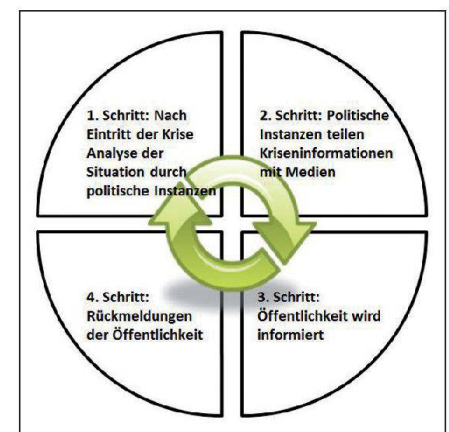 1. Schritt: Nach
Eintritt der Krise
Analyse der
Situation durch
politische Instanzen
2. Schritt: Politische
Instanzen teilen
Kriseninformationen
mit Medien
3. Schritt:
Öffentlichkeit wird
informiert
4. Schritt:
Rückmeldungen
der Öffentlichkeit